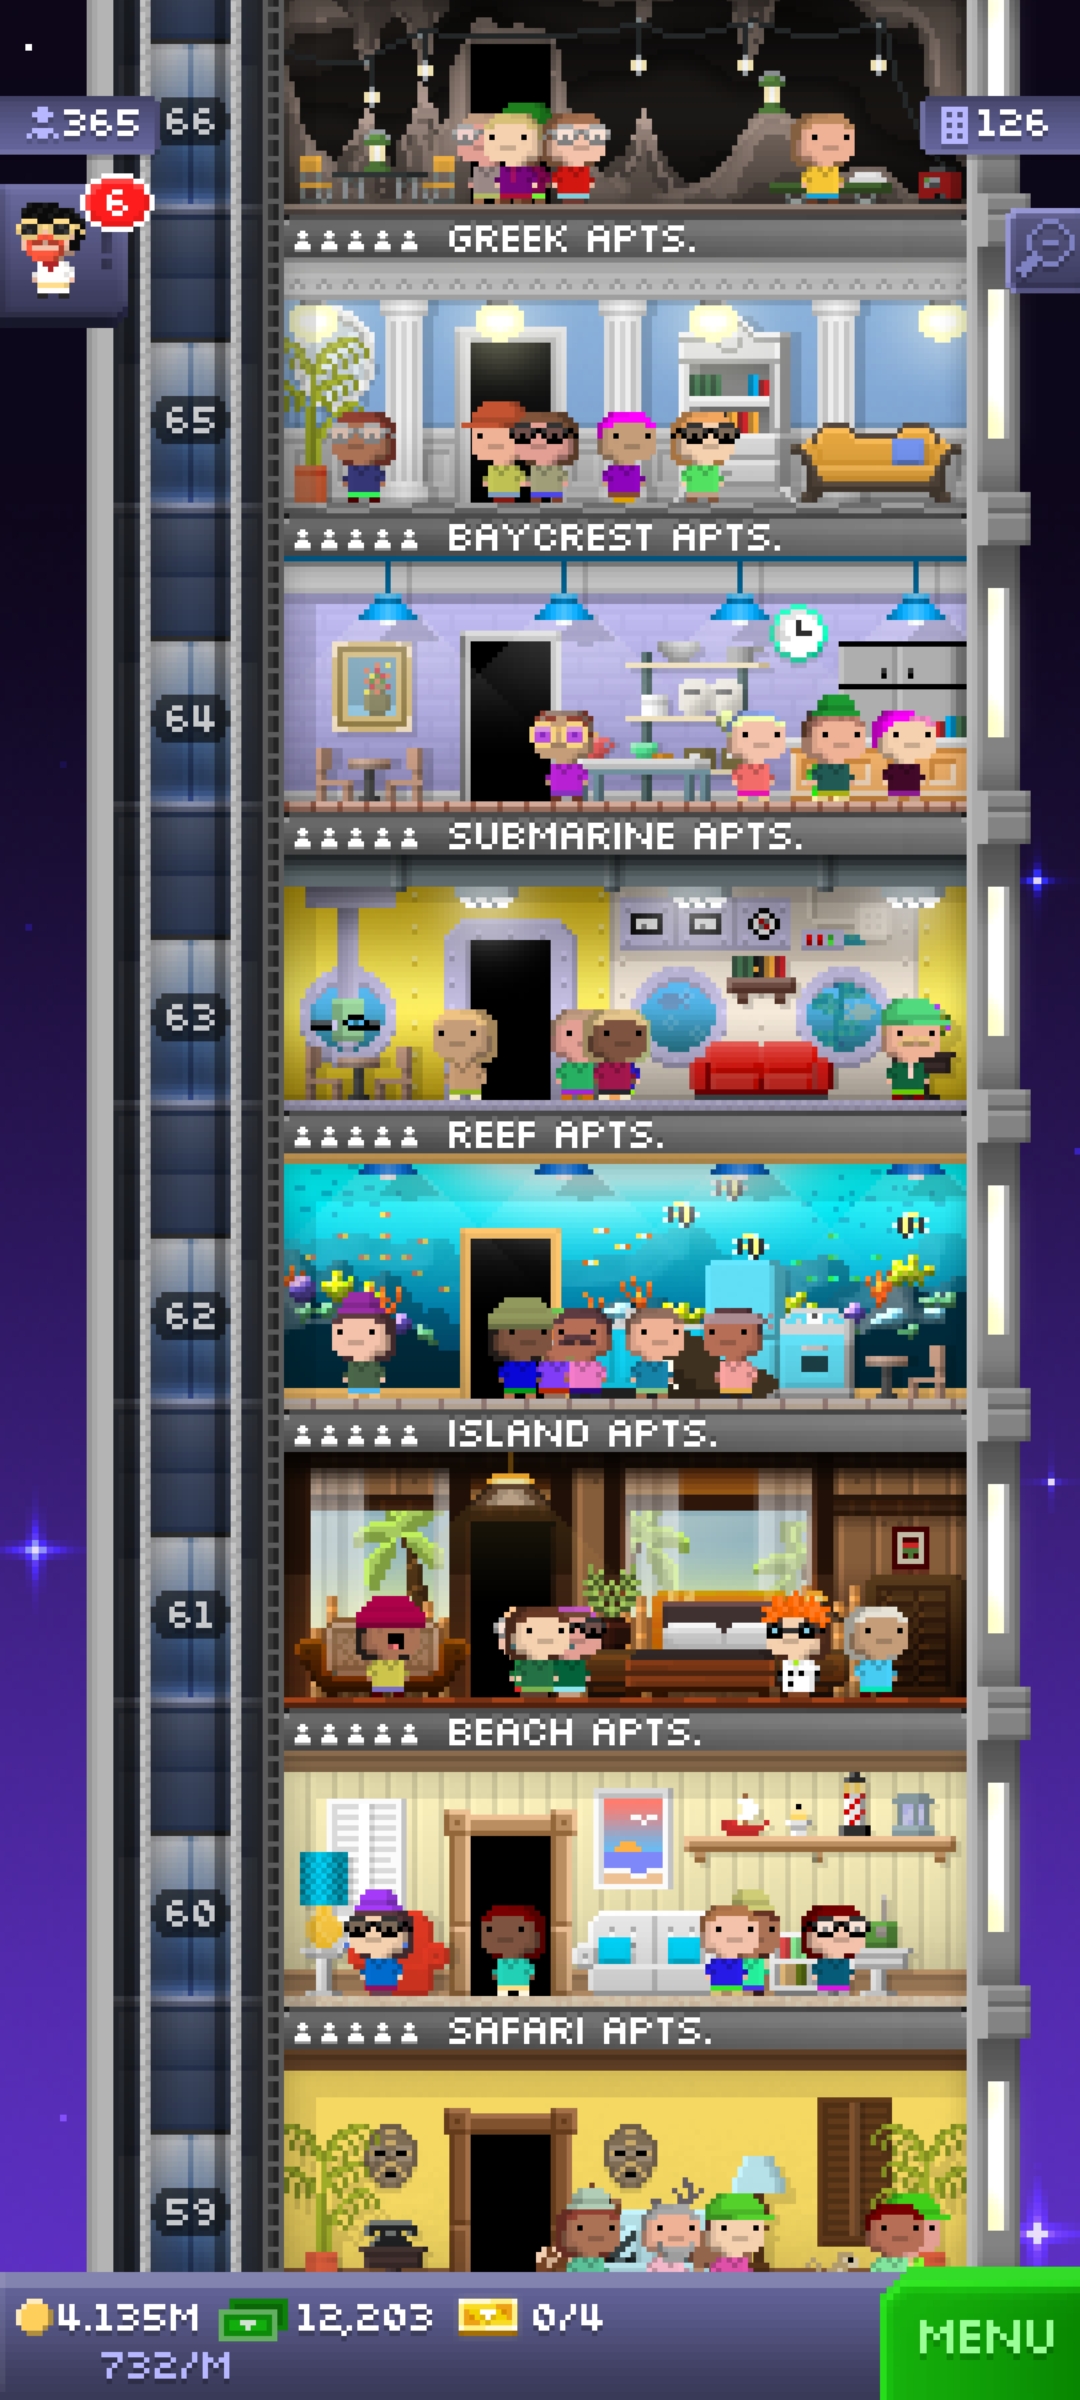 66
365
126
6
GREEK APTS.
65
BAYCREST APTS.
64
SUBMARINE APTS.
63
REEF APTS.
62
ISLAND APTS.
61
BEACH APTS.
60
SAFARI APTS.
59
4.135M 12,203 0/4
732/M
MENU